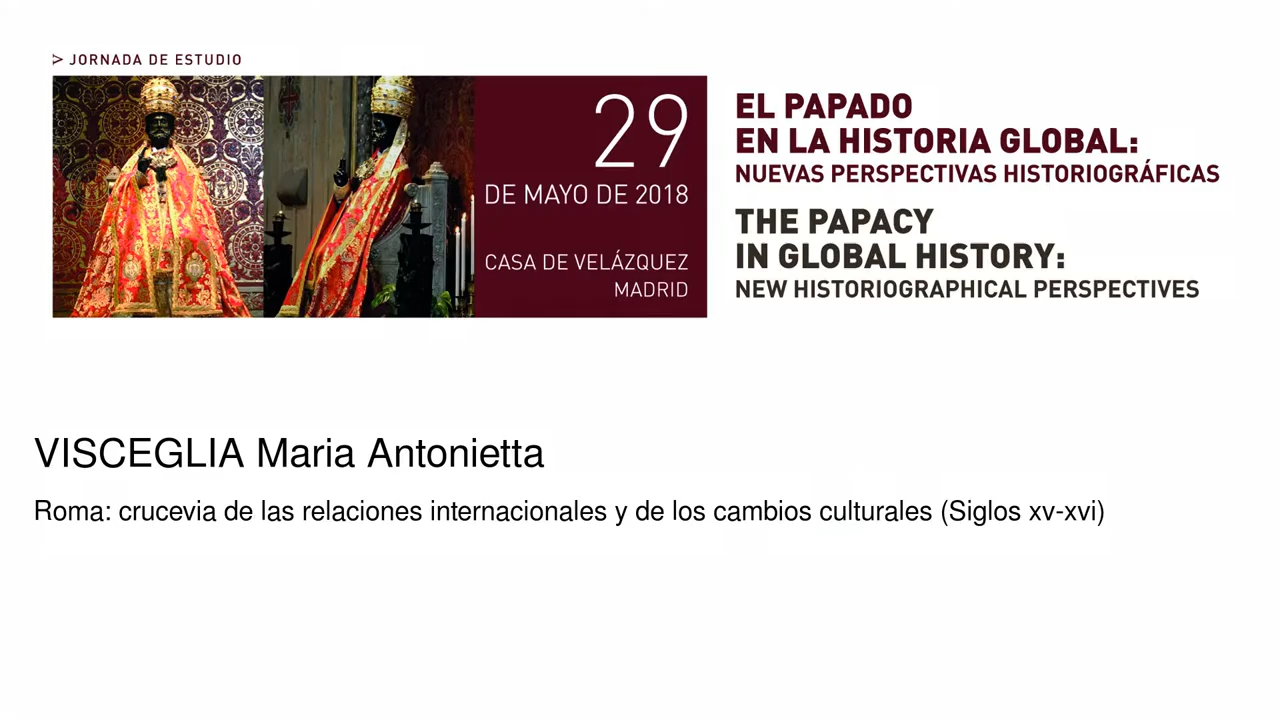 > JORNADA DE ESTUDIO
29
DE MAYO DE 2018
CASA DE VELÁZQUEZ
MADRID
EL PAPADO
EN LA HISTORIA GLOBAL:
NUEVAS PERSPECTIVAS HISTORIOGRÁFICAS
THE PAPACY
IN GLOBAL HISTORY:
NEW HISTORIOGRAPHICAL PERSPECTIVES
VISCEGLIA Maria Antonietta
Roma: crucevia de las relaciones internacionales y de los cambios culturales (Siglos xv-xvi)